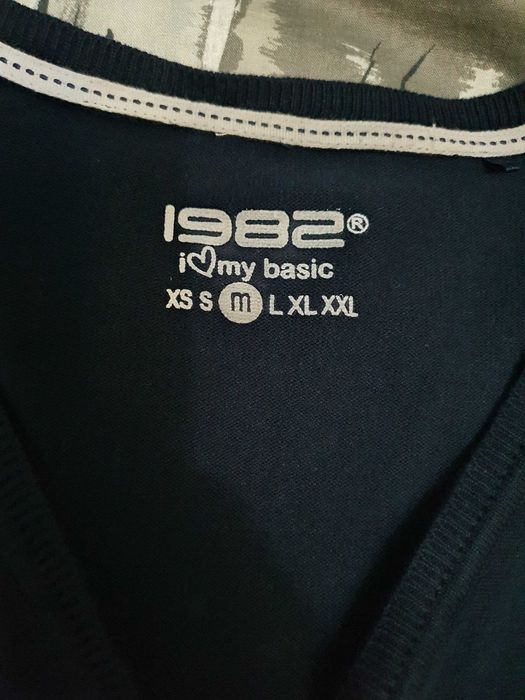 1982®
i♡my basic
XS S m L XL XXL